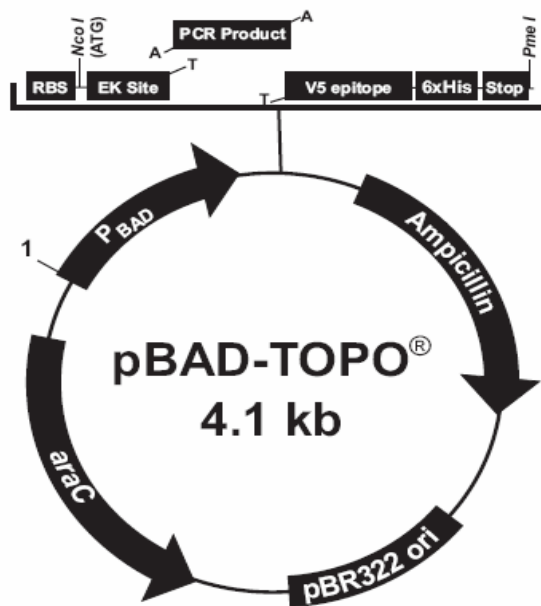 Nco I
(ATG)
A
PCR Product
A
Pme I
RBS
EK Site
T
T
V5 epitope
6xHis
Stop
1
PBAD
Ampicillin
pBAD-TOPO®
4.1 kb
araC
pBR322 ori